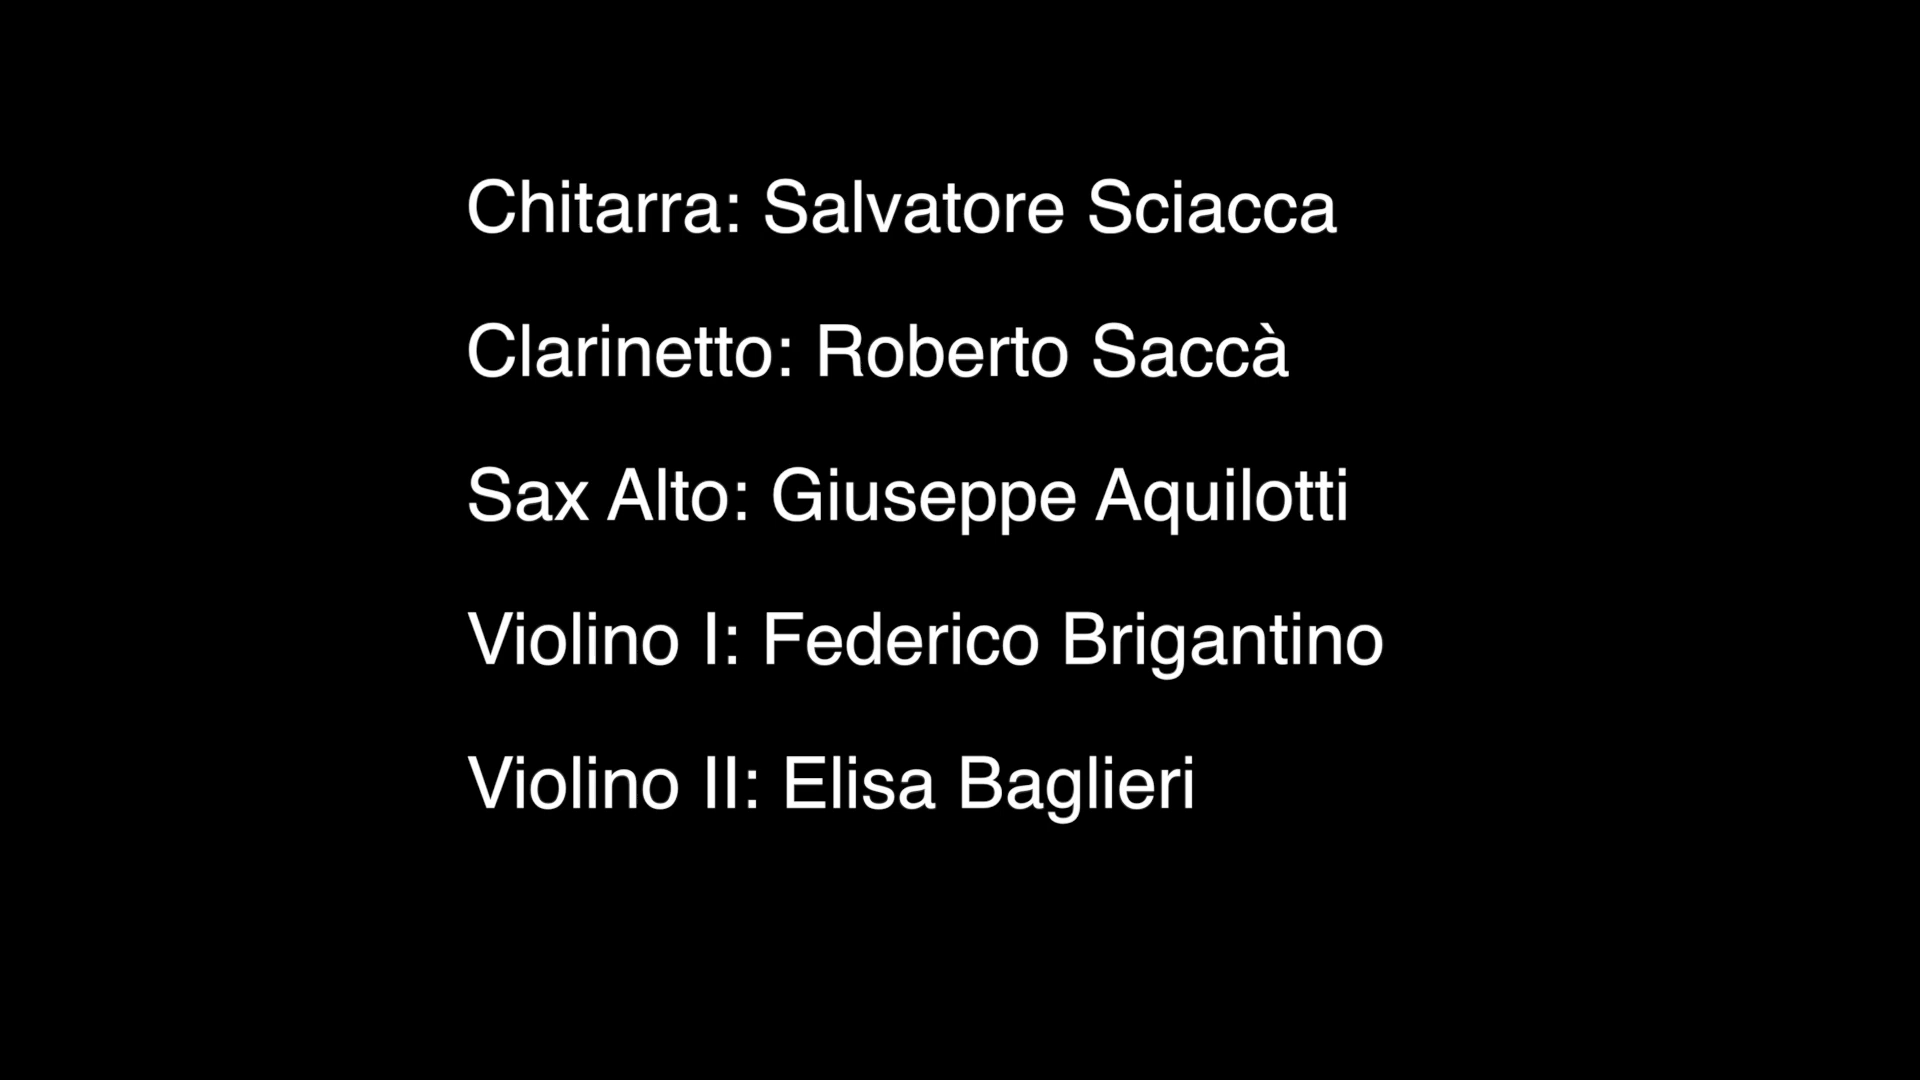 Chitarra: Salvatore Sciacca
Clarinetto: Roberto Saccà
Sax Alto: Giuseppe Aquilotti
Violino I: Federico Brigantino
Violino II: Elisa Baglieri